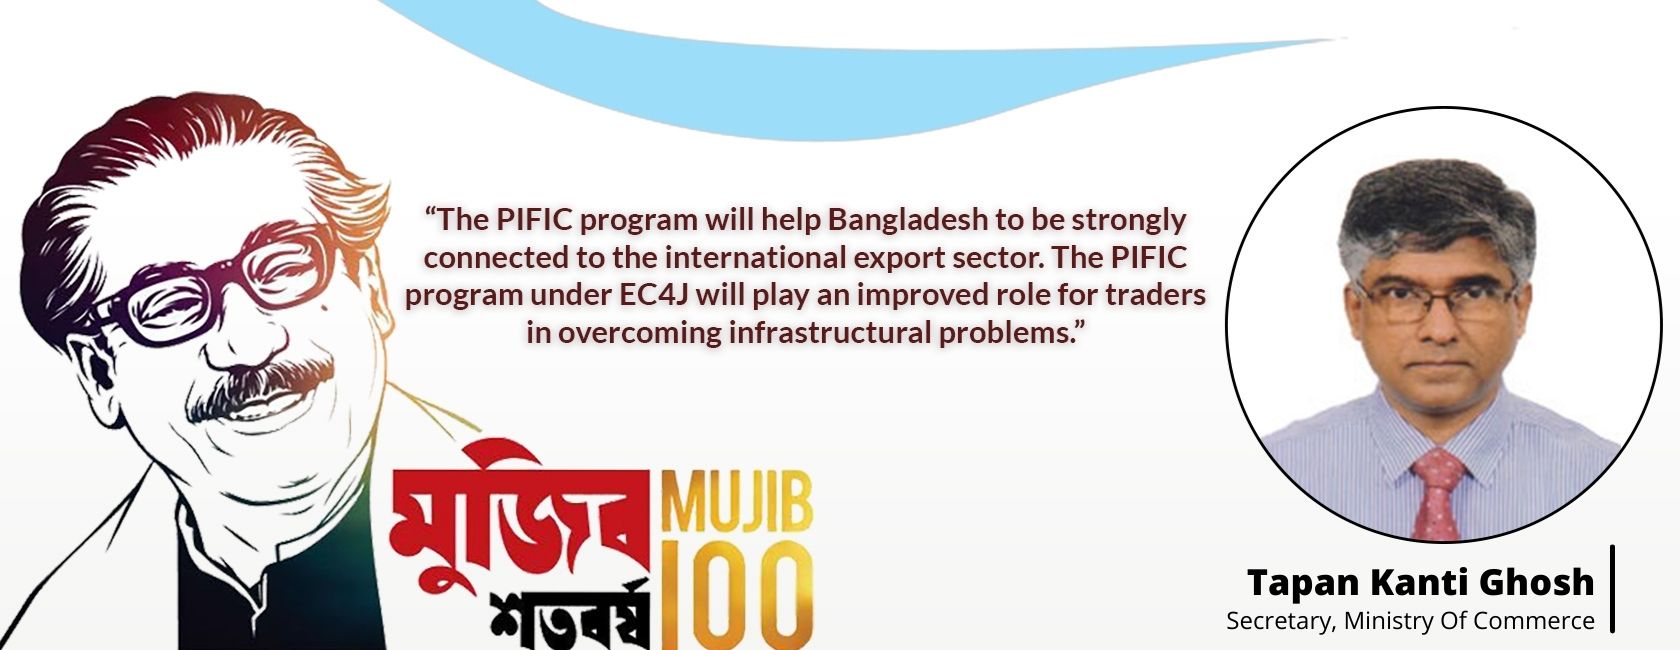 “The PIFIC program will help Bangladesh to be strongly
connected to the international export sector. The PIFIC
program under EC4J will play an improved role for traders
in overcoming infrastructural problems.”
মুজিব
শতবর্ষ
MUJIB
100
Tapan Kanti Ghosh
Secretary, Ministry Of Commerce